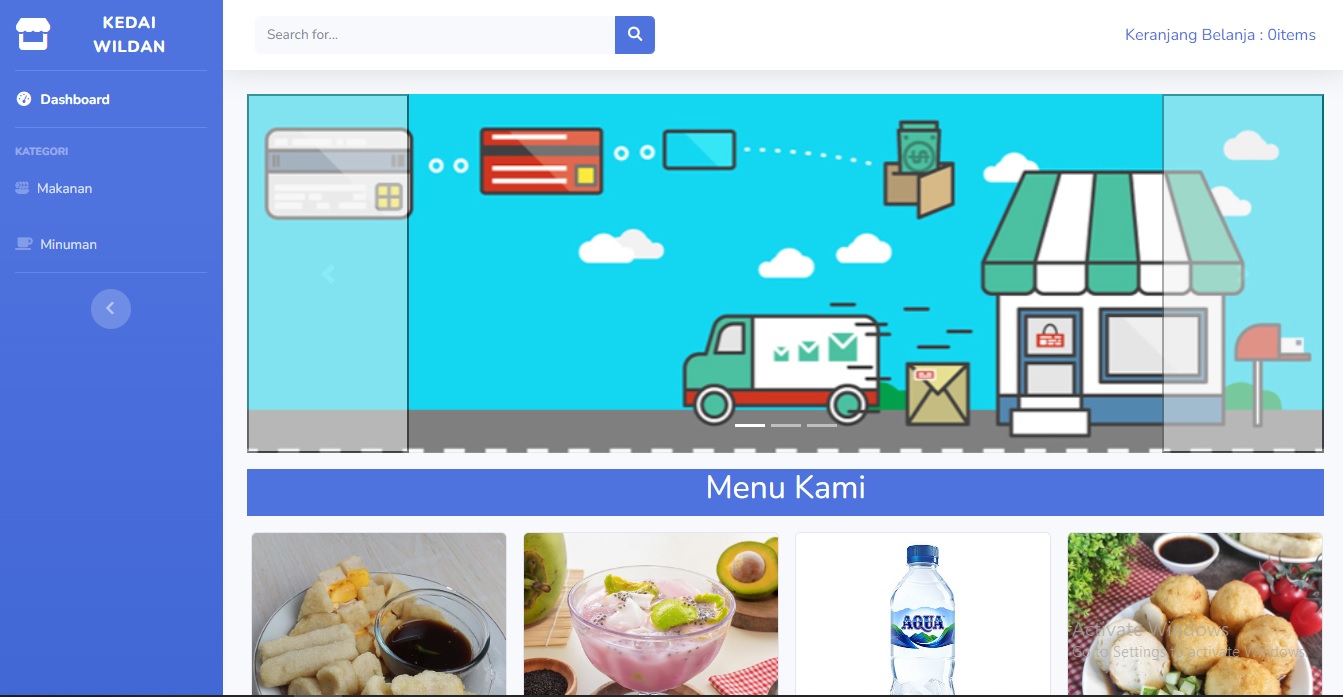 KEDAI
WILDAN
Search for...
Keranjang Belanja : 0items
Dashboard
KATEGORI
Makanan
Minuman
$
Menu Kami
AQUA
Activate Windows
Go to Settings to activate Windows.